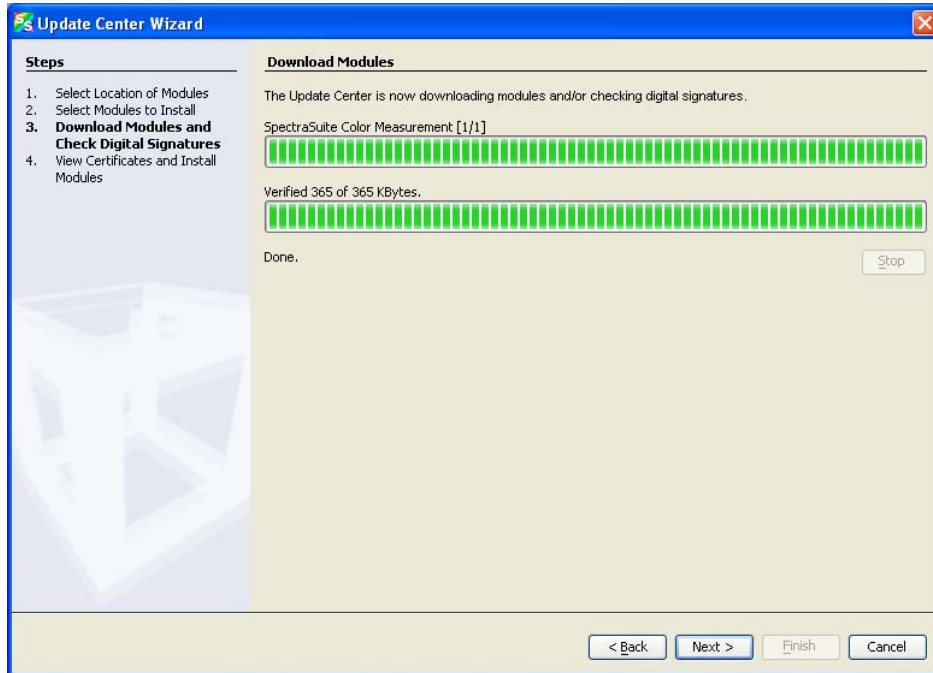 Update Center Wizard
Steps
1. Select Location of Modules
2. Select Modules to Install
3. Download Modules and
Check Digital Signatures
4. View Certificates and Install
Modules
Download Modules
The Update Center is now downloading modules and/or checking digital signatures.
SpectraSuite Color Measurement [1/1]
Verified 365 of 365 KBytes.
Done.
Stop
< Back
Next >
Finish
Cancel